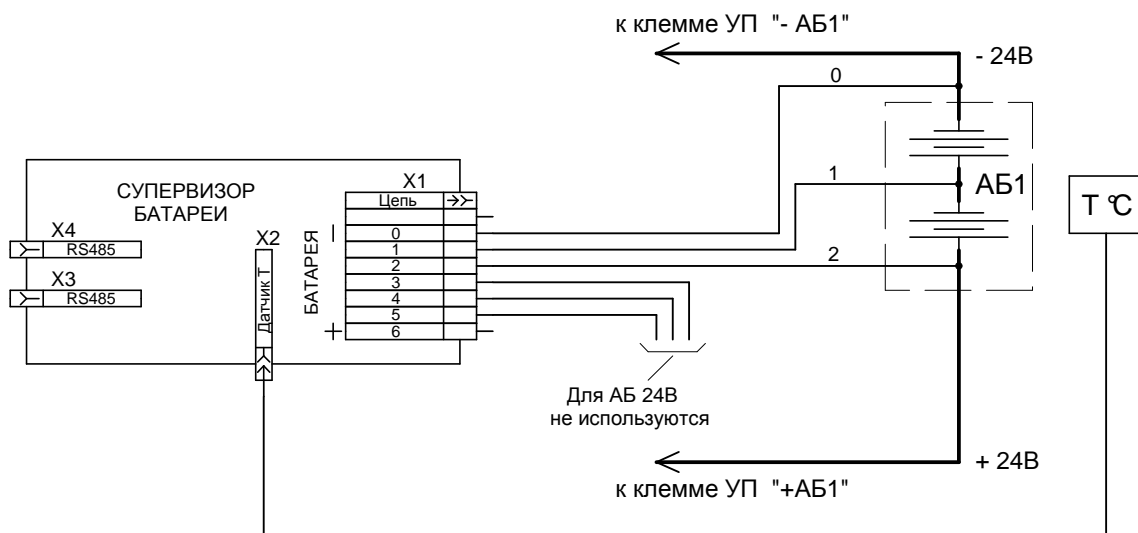 к клемме УП "- АБ1"
- 24В
0
СУПЕРВИЗОР
БАТАРЕИ
X1
Цепь
1
АБ1
T °C
X4
RS485
X2
Датчик Т
БАТАРЕЯ
–
0
1
2
3
4
5
6
+
2
X3
RS485
Для АБ 24В
не используются
+ 24В
к клемме УП "+АБ1"